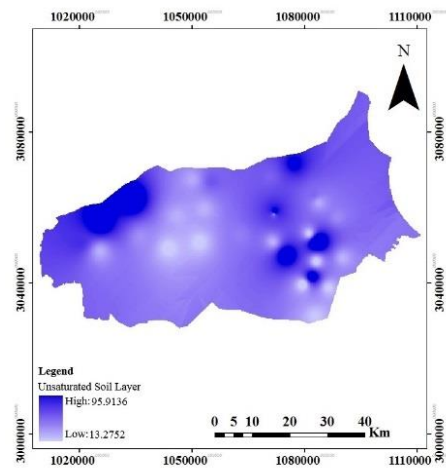 1020000 1050000 1080000 1110000
N
3080000 3080000
3040000 3040000
Legend
Unsaturated Soil Layer
High:95.9136
Low:13.2752
0 5 10 20 30 40
Km
3000000 3000000
1020000 1050000 1080000 1110000